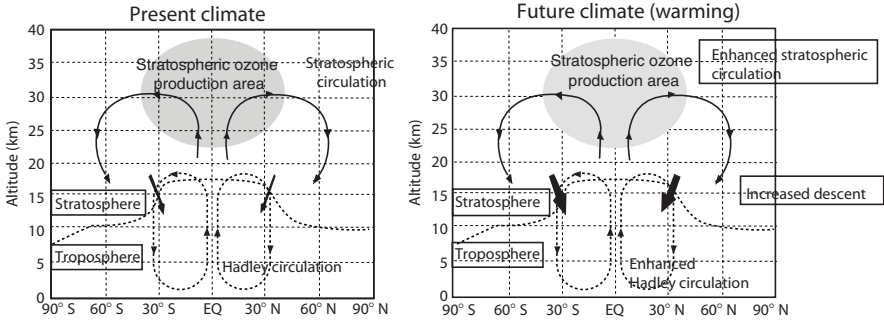 Present climate
40
35
30
25
20
15
10
5
0
Altitude (km)
Stratospheric ozone
production area
Stratospheric
circulation
Stratosphere
Troposphere
Hadley circulation
90° S 60° S 30° S EQ 30° N 60° N 90° N
Future climate (warming)
40
35
30
25
20
15
10
5
0
Altitude (km)
Stratospheric ozone
production area
Enhanced stratospheric
circulation
Increased descent
Stratosphere
Troposphere
Enhanced
Hadley circulation
90° S 60° S 30° S EQ 30° N 60° N 90° N